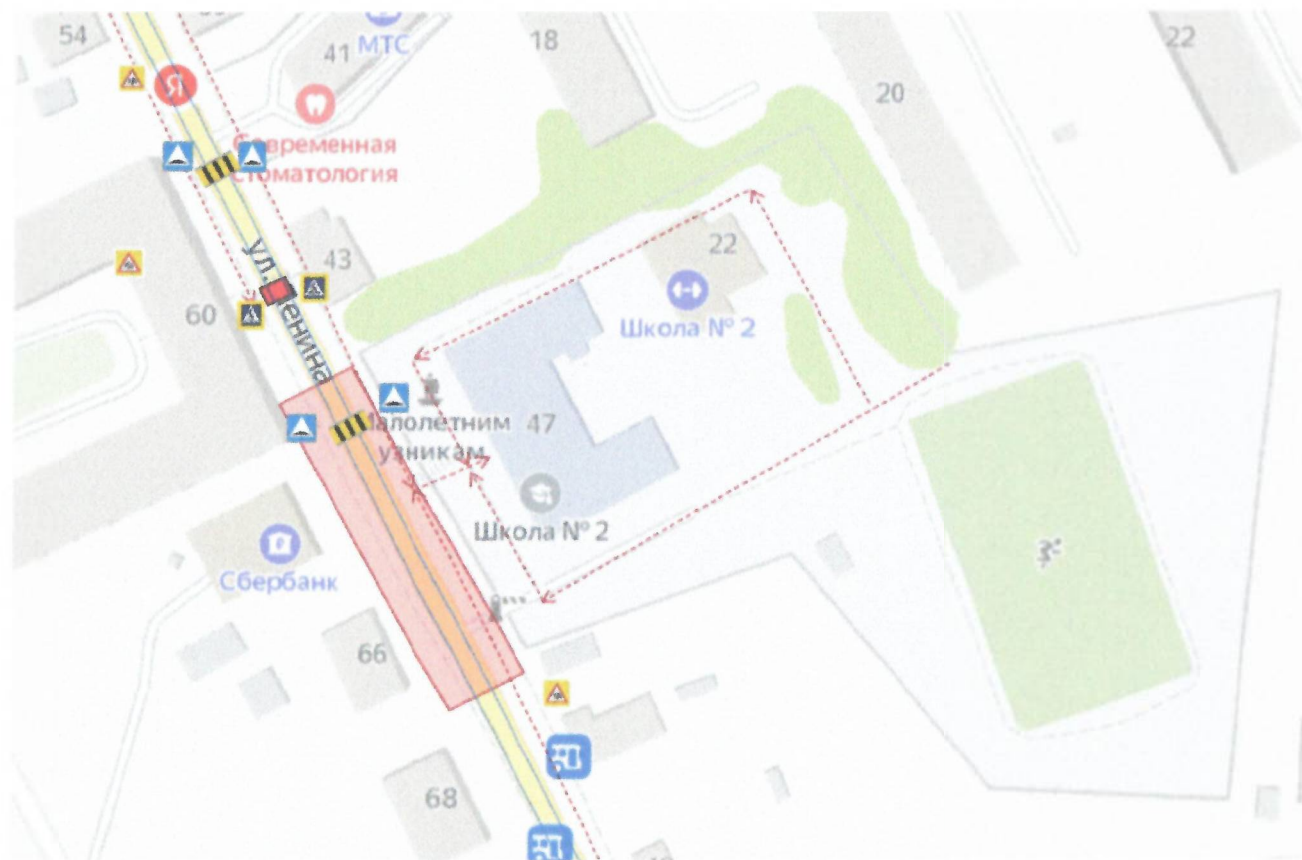 54
41
МТС
18
22
20
Я
Современная
стоматология
22
43
ул. Ленина
60
Школа № 2
Малолетним
узникам
47
Школа № 2
Сбербанк
66
68